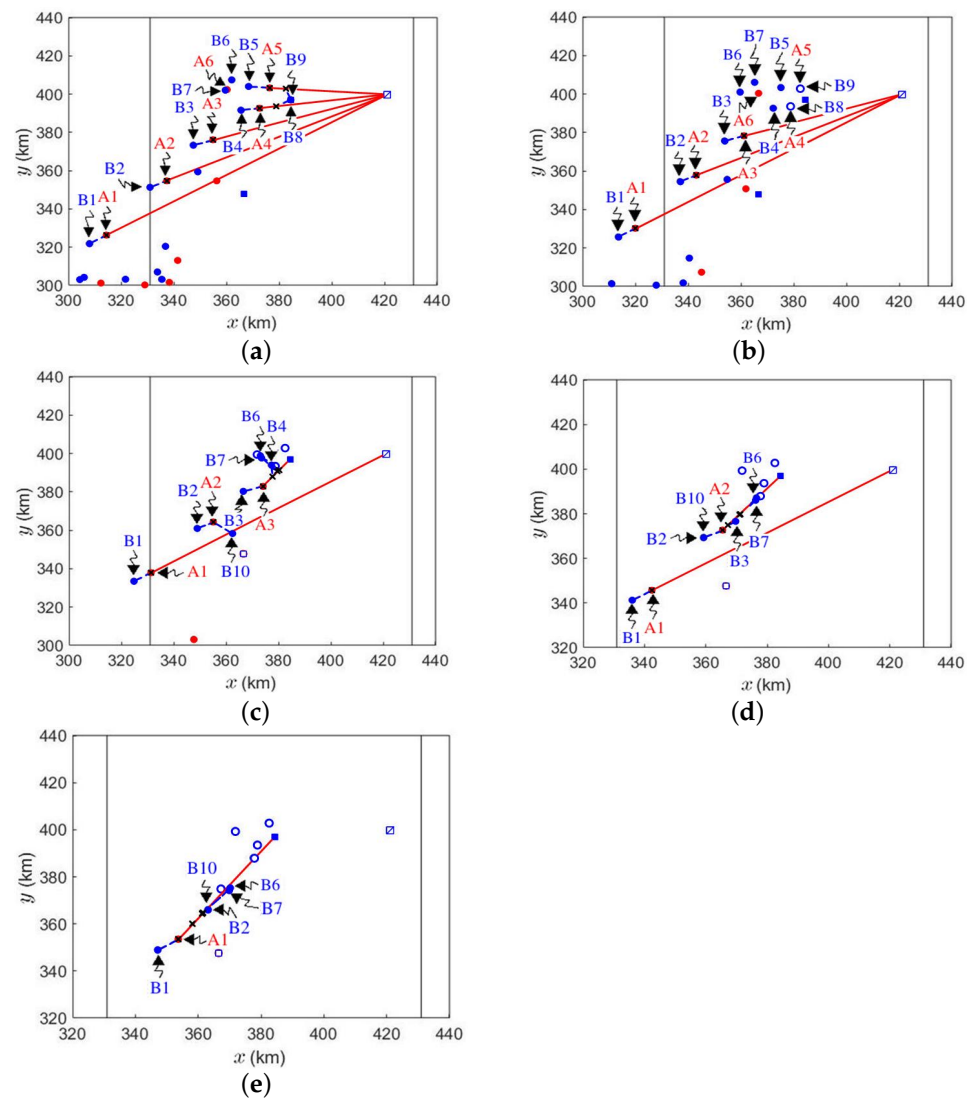 440
420
400
380
360
340
320
300
300 320 340 360 380 400 420 440
y (km)
x (km)
B6 B5 A5 B9
A6
B7
B3 A3
A2
B2
B1 A1
B4 A4 B8
(a)
440
420
400
380
360
340
320
300
300 320 340 360 380 400 420 440
y (km)
x (km)
B7
B6 B5 A5
B9
B3
A6 B8
B2 A2 B4 A4
A3
B1 A1
(b)
440
420
400
380
360
340
320
300
300 320 340 360 380 400 420 440
y (km)
x (km)
B6 B4
B7
B2 A2
B3 A3
B1
B10
A1
(c)
440
420
400
380
360
340
320
320 340 360 380 400 420 440
y (km)
x (km)
B6
B10 A2
B2 B7
B3
B1 A1
(d)
440
420
400
380
360
340
320
320 340 360 380 400 420 440
y (km)
x (km)
B10 B6
B7
B2
A1
B1
(e)